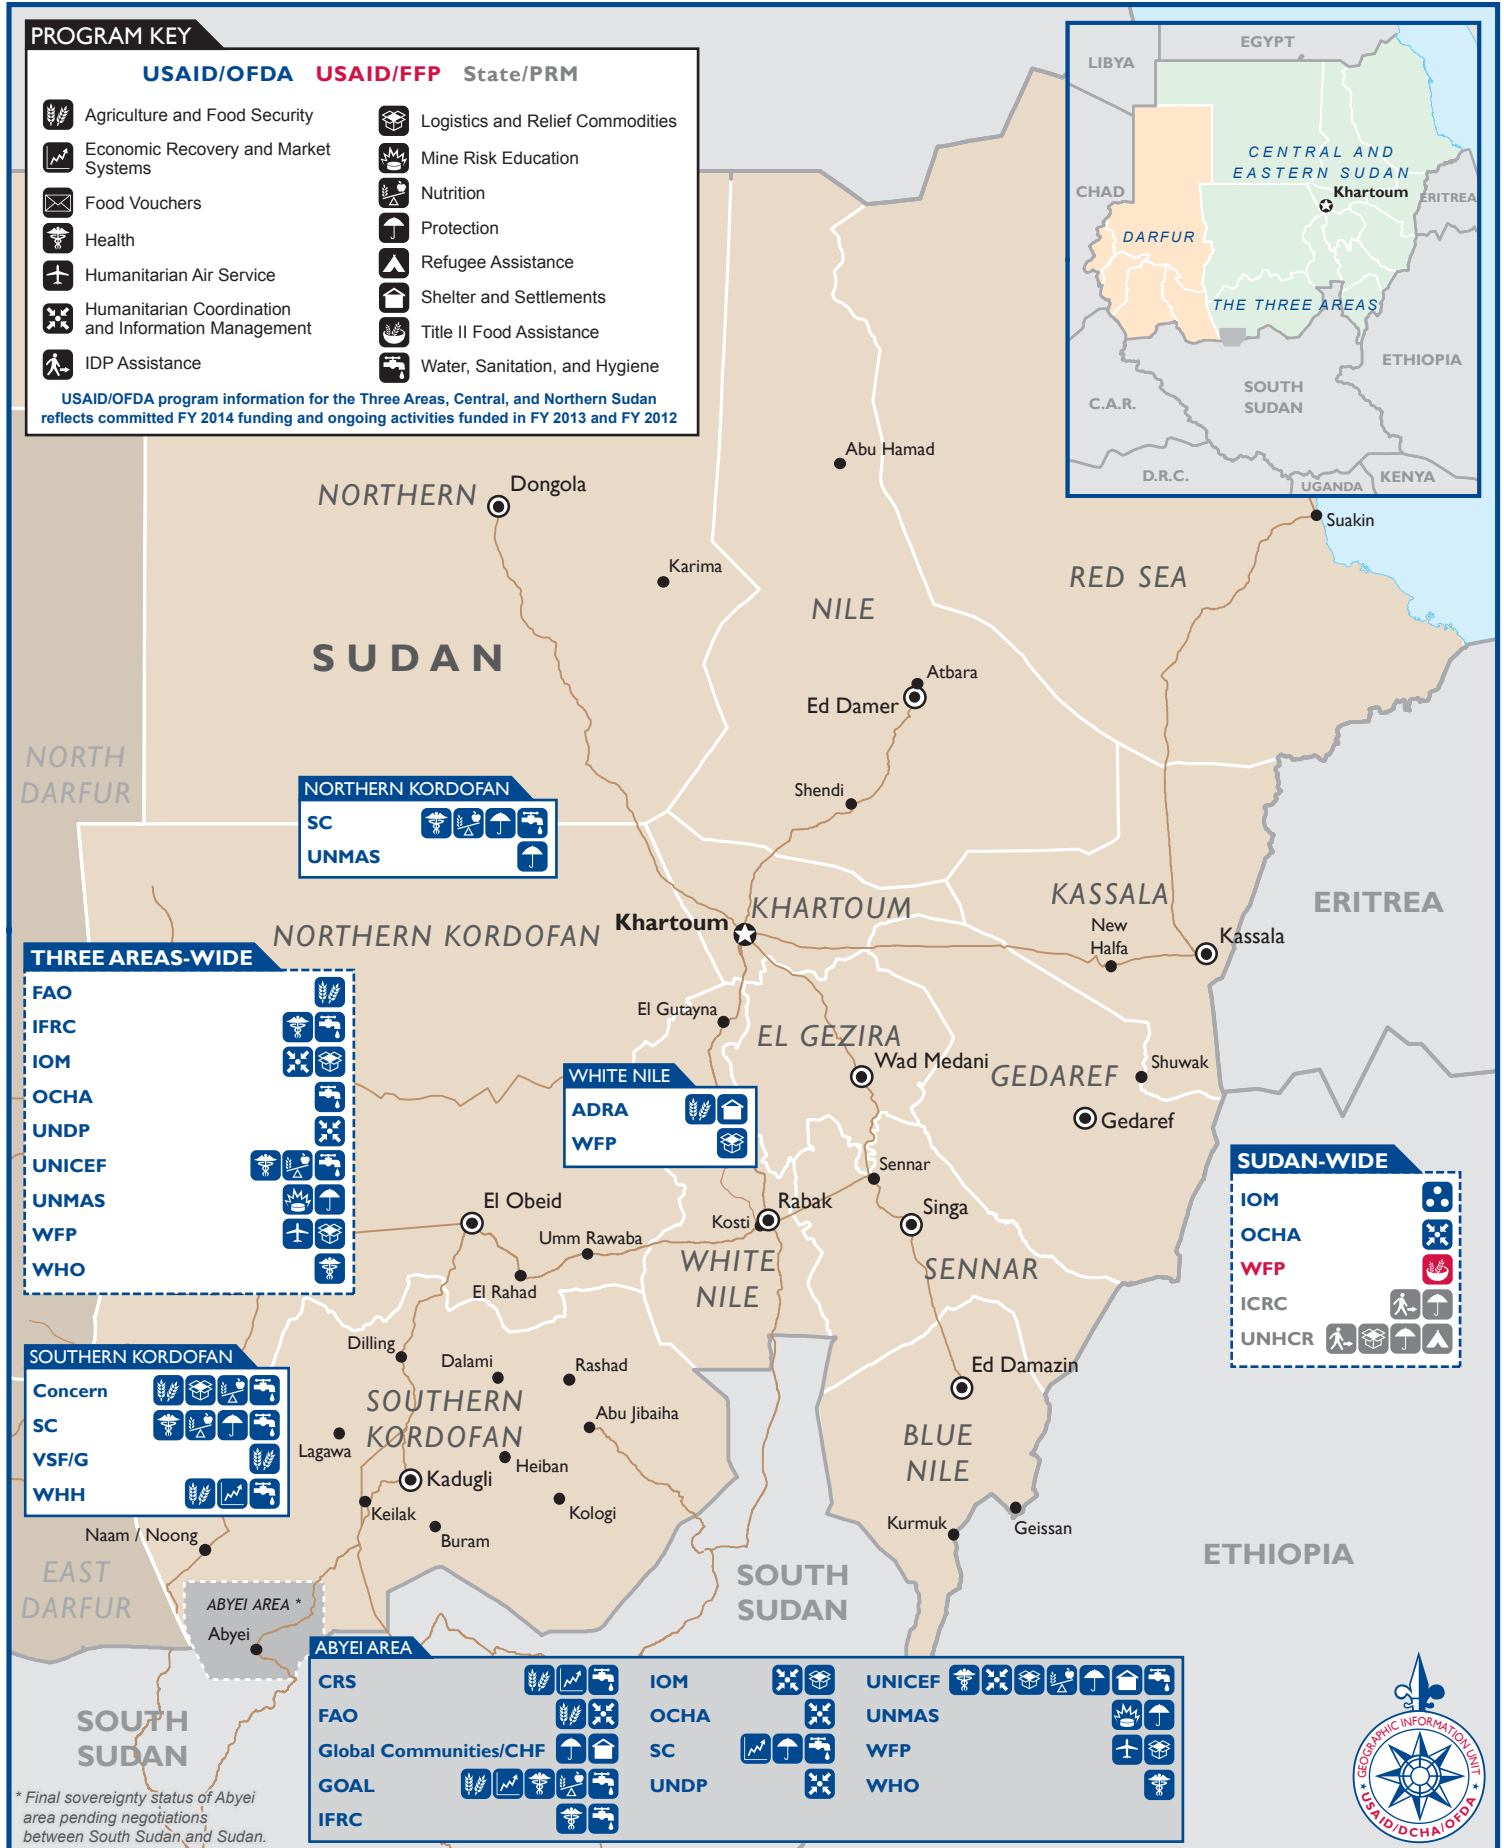 PROGRAM KEY
USAID/OFDA USAID/FFP State/PRM
Agriculture and Food Security
Economic Recovery and Market
Systems
Food Vouchers
Health
Humanitarian Air Service
Humanitarian Coordination
and Information Management
IDP Assistance
Logistics and Relief Commodities
Mine Risk Education
Nutrition
Protection
Refugee Assistance
Shelter and Settlements
Title II Food Assistance
Water, Sanitation, and Hygiene
USAID/OFDA program information for the Three Areas, Central, and Northern Sudan
reflects committed FY 2014 funding and ongoing activities funded in FY 2013 and FY 2012
EGYPT
LIBYA
CENTRAL AND
EASTERN SUDAN
CHAD
Khartoum
ERITREA
DARFUR
THE THREE AREAS
ETHIOPIA
SOUTH
SUDAN
C.A.R.
D.R.C.
UGANDA
KENYA
Abu Hamad
NORTHERN
Dongola
Suakin
Karima
RED SEA
NILE
SUDAN
Atbara
Ed Damer
NORTH
DARFUR
Shendi
NORTHERN KORDOFAN
SC
UNMAS
KASSALA
ERITREA
KHARTOUM
Khartoum
NORTHERN KORDOFAN
New
Halfa
Kassala
THREE AREAS-WIDE
FAO
IFRC
IOM
OCHA
UNDP
UNICEF
UNMAS
WFP
WHO
El Gutayna
EL GEZIRA
Wad Medani
GEDAREF
Shuwak
Gedaref
WHITE NILE
ADRA
WFP
SUDAN-WIDE
IOM
OCHA
WFP
ICRC
UNHCR
Sennar
El Obeid
Rabak
Kosti
Singa
Umm Rawaba
WHITE
NILE
SENNAR
El Rahad
Dilling
SOUTHERN KORDOFAN
Concern
SC
VSF/G
WHH
Dalami
Rashad
Ed Damazin
SOUTHERN
KORDOFAN
Abu Jibaiha
Lagawa
BLUE
NILE
Heiban
Kadugli
Keilak
Kologi
Buram
Geissan
Kurmuk
Naam / Noong
ETHIOPIA
EAST
DARFUR
SOUTH
SUDAN
ABYEI AREA *
Abyei
ABYEI AREA
CRS
FAO
Global Communities/CHF
GOAL
IFRC
IOM
OCHA
SC
UNDP
UNICEF
UNMAS
WFP
WHO
SOUTH
SUDAN
* Final sovereignty status of Abyei
area pending negotiations
between South Sudan and Sudan.
GEOGRAPHIC INFORMATION UNIT
USAID/DCHA/OFDA